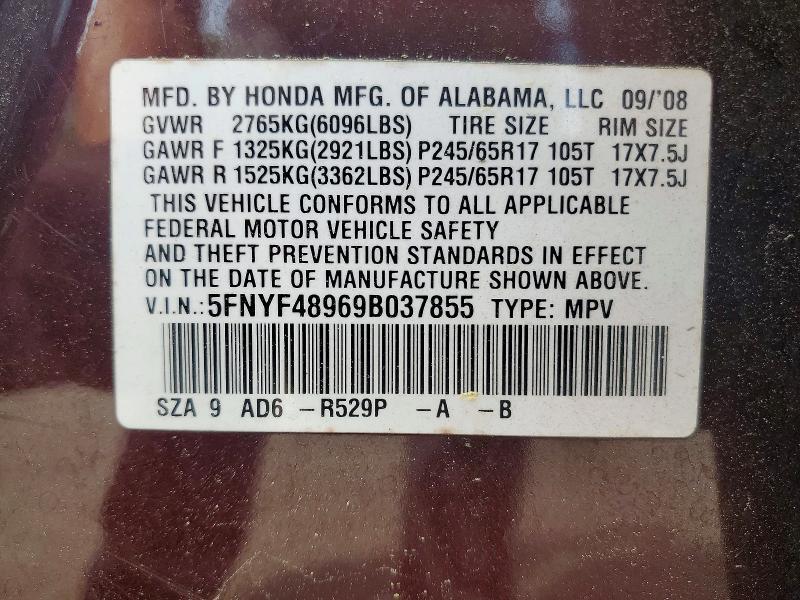 MFD. BY HONDA MFG. OF ALABAMA, LLC 09/'08
GVWR 2765KG(6096LBS) TIRE SIZE RIM SIZE
GAWR F 1325KG(2921LBS) P245/65R17 105T 17X7.5J
GAWR R 1525KG(3362LBS) P245/65R17 105T 17X7.5J
THIS VEHICLE CONFORMS TO ALL APPLICABLE
FEDERAL MOTOR VEHICLE SAFETY
AND THEFT PREVENTION STANDARDS IN EFFECT
ON THE DATE OF MANUFACTURE SHOWN ABOVE.
V.I.N.: 5FNYF48969B037855 TYPE: MPV
SZA 9 AD6 -R529P -A -B